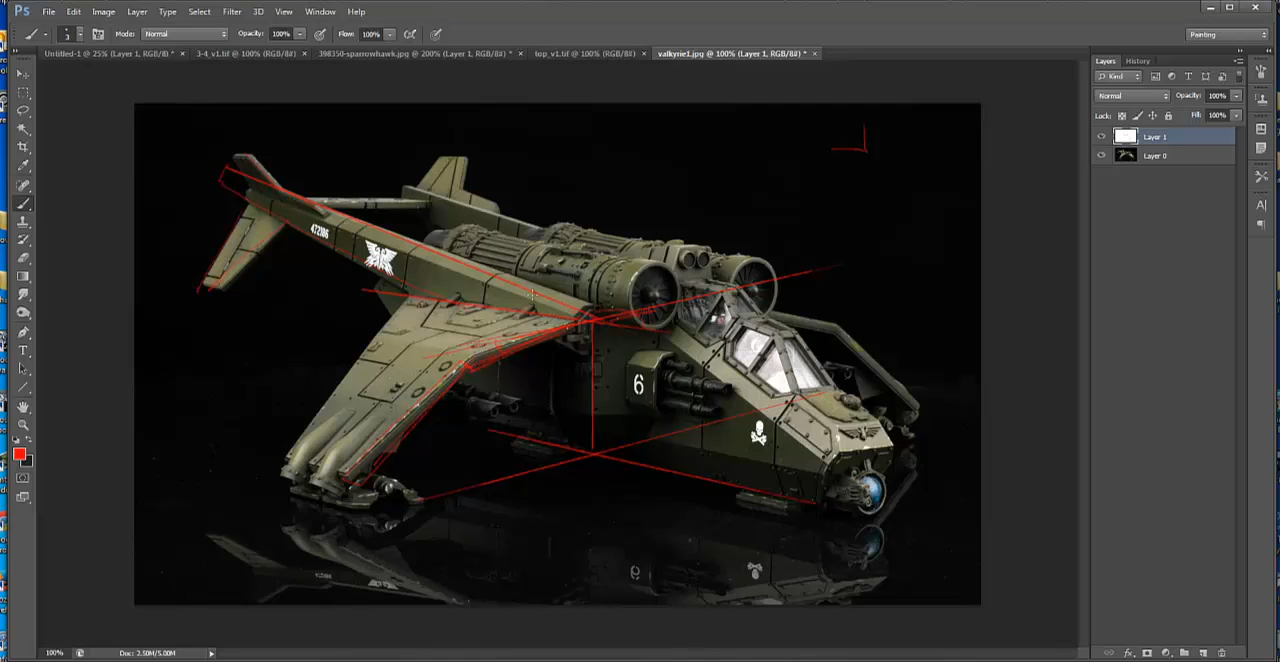 Ps File Edit Image Layer Type Select Filter 3D View Window Help
3 Mode: Normal Opacity: 100% Flow: 100% Painting
Untitled-1 @ 25% (Layer 1, RGB/8) * × 3-4_v1.tif @ 100% (RGB/8#) × 398350-sparrowhawk.jpg @ 200% (Layer 1, RGB/8#) * × top_v1.tif @ 100% (RGB/8#) × valkyrie1.jpg @ 100% (Layer 1, RGB/8#) * ×
Layers History
Kind
Normal Opacity: 100%
Lock: Fill: 100%
Layer 1
Layer 0
472106
6
100% Doc: 2.50M/5.00M